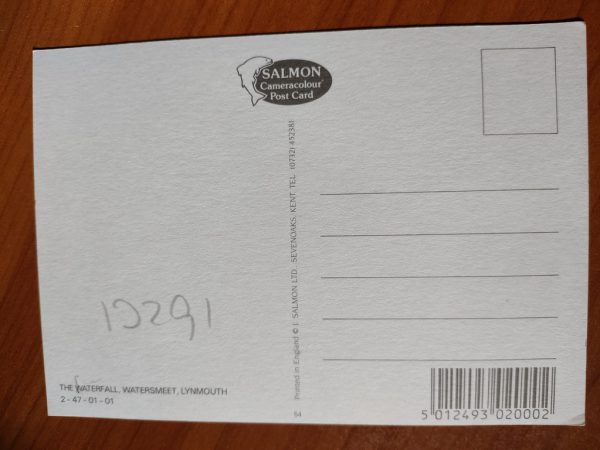 SALMON
Cameracolour
Post Card
Printed in England © J. SALMON LTD., SEVENOAKS, KENT. TEL. (0732) 452381
THE WATERFALL, WATERSMEET, LYNMOUTH
2 - 47 - 01 - 01
5 012493 020002